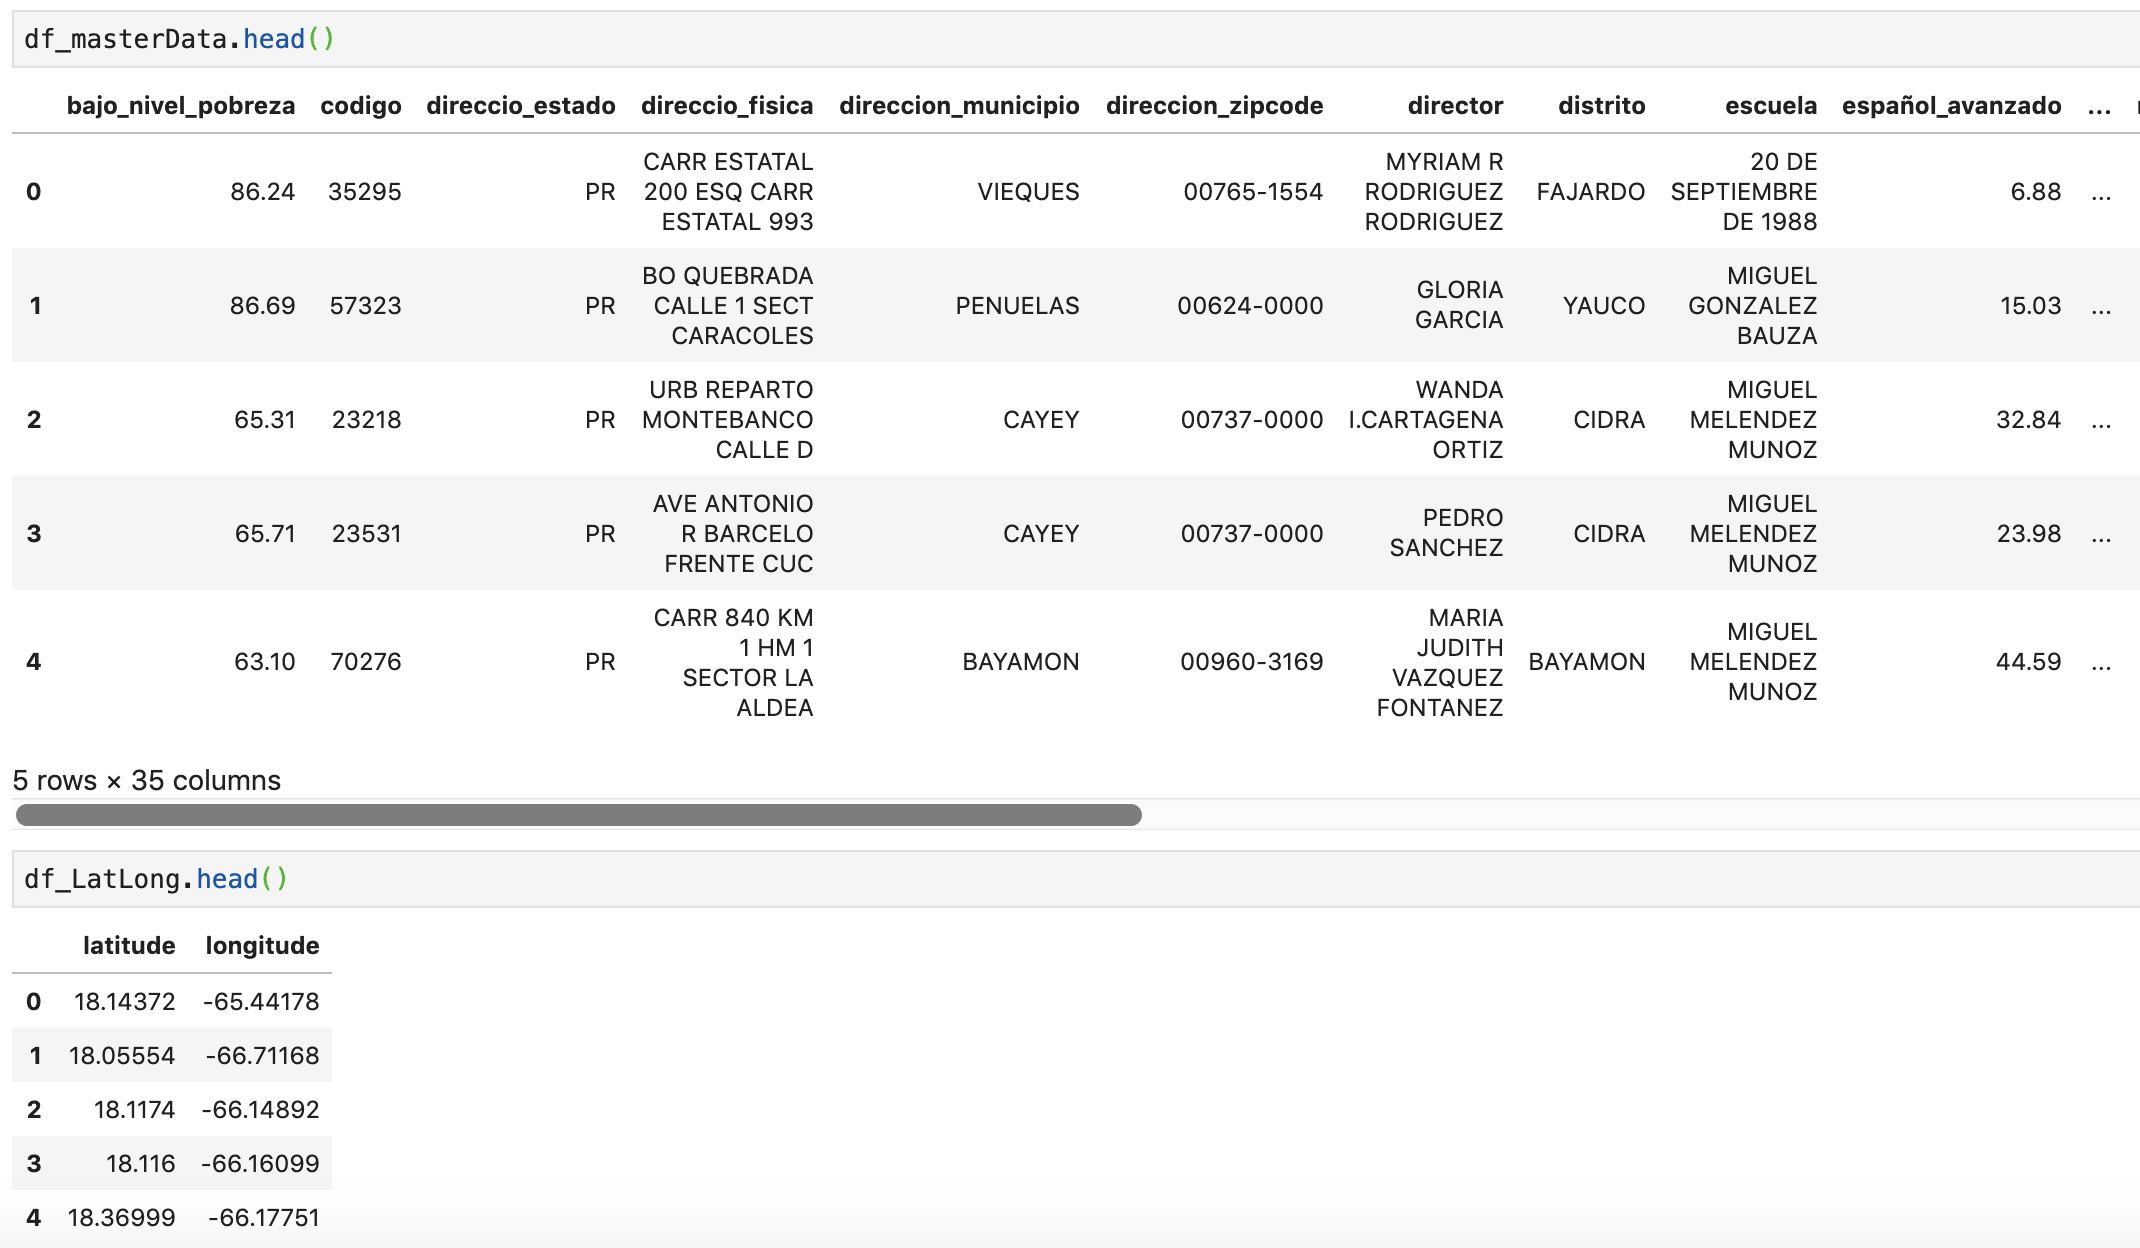 df_masterData.head()
bajo_nivel_pobreza codigo direccio_estado direccio_fisica direccion_municipio direccion_zipcode director distrito escuela español_avanzado ...
0 86.24 35295 PR CARR ESTATAL 200 ESQ CARR ESTATAL 993 VIEQUES 00765-1554 MYRIAM R RODRIGUEZ RODRIGUEZ FAJARDO 20 DE SEPTIEMBRE DE 1988 6.88 ...
1 86.69 57323 PR BO QUEBRADA CALLE 1 SECT CARACOLES PENUELAS 00624-0000 GLORIA GARCIA YAUCO MIGUEL GONZALEZ BAUZA 15.03 ...
2 65.31 23218 PR URB REPARTO MONTEBANCO CALLE D CAYEY 00737-0000 WANDA I.CARTAGENA ORTIZ CIDRA MIGUEL MELENDEZ MUNOZ 32.84 ...
3 65.71 23531 PR AVE ANTONIO R BARCELO FRENTE CUC CAYEY 00737-0000 PEDRO SANCHEZ CIDRA MIGUEL MELENDEZ MUNOZ 23.98 ...
4 63.10 70276 PR CARR 840 KM 1 HM 1 SECTOR LA ALDEA BAYAMON 00960-3169 MARIA JUDITH VAZQUEZ FONTANEZ BAYAMON MIGUEL MELENDEZ MUNOZ 44.59 ...
5 rows × 35 columns
df_LatLong.head()
latitude longitude
0 18.14372 -65.44178
1 18.05554 -66.71168
2 18.1174 -66.14892
3 18.116 -66.16099
4 18.36999 -66.17751